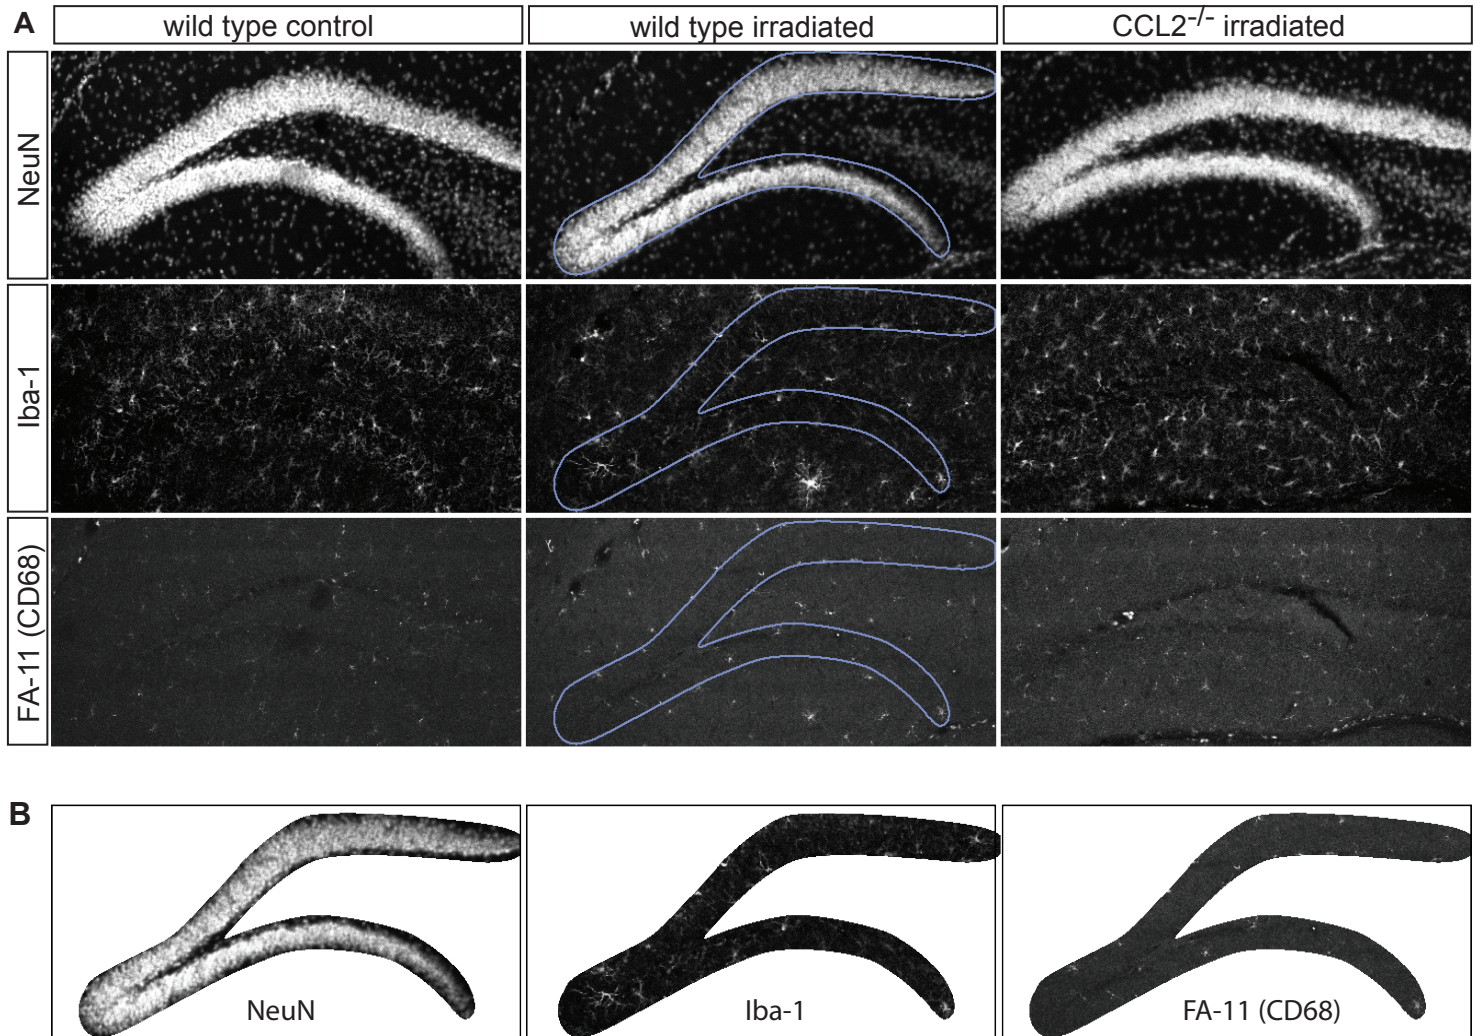 A
wild type control
wild type irradiated
CCL2-/- irradiated
NeuN
Iba-1
FA-11 (CD68)
B
NeuN
Iba-1
FA-11 (CD68)